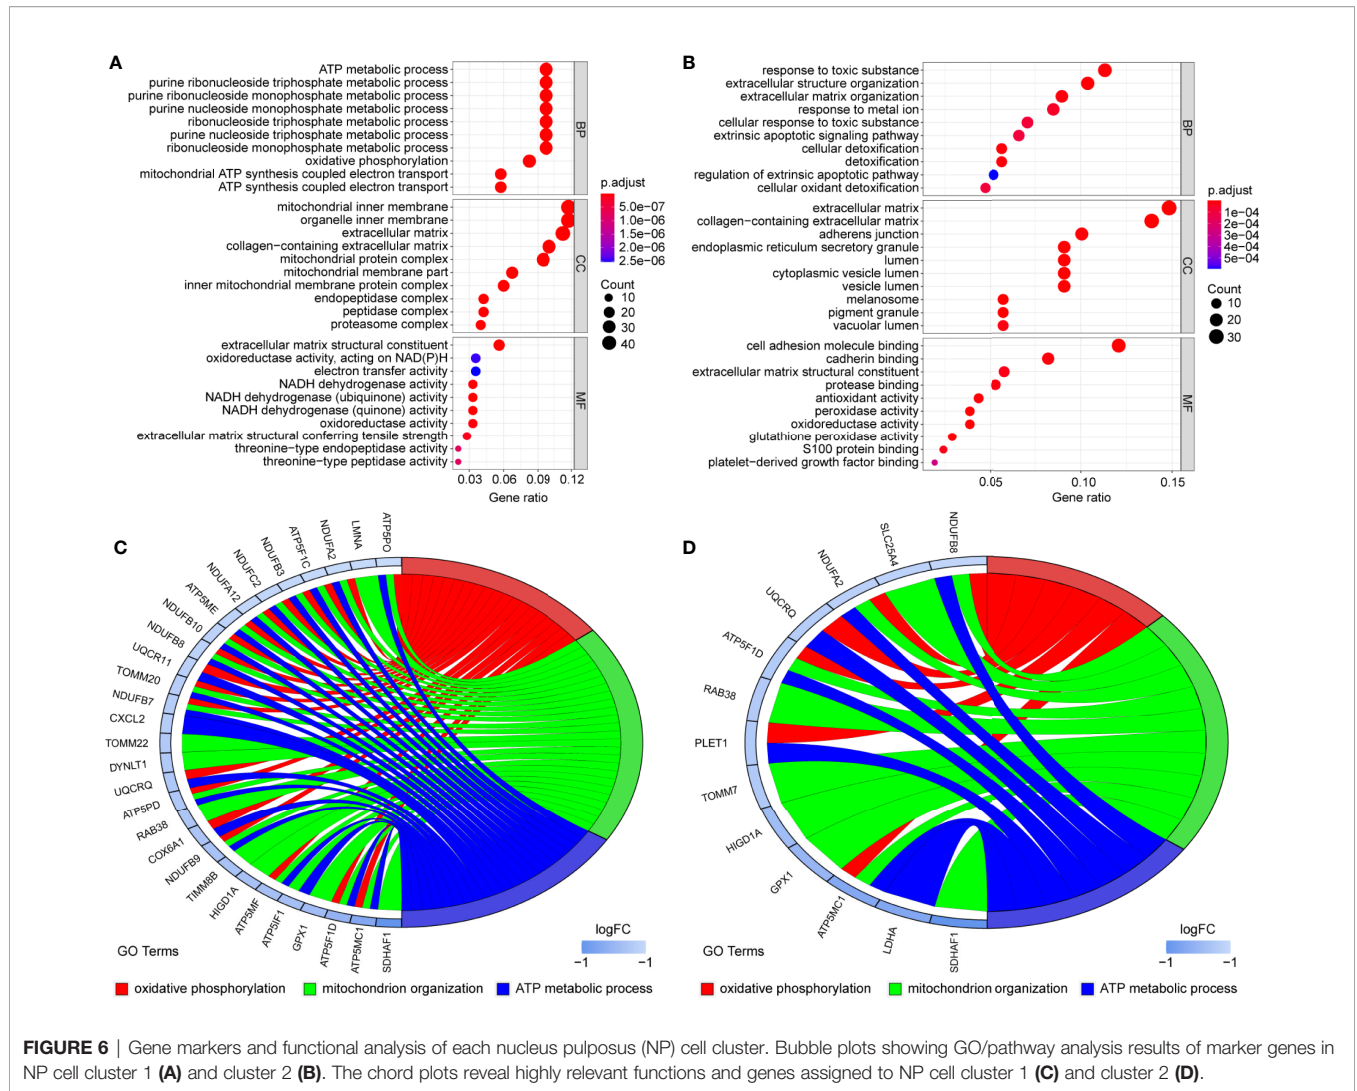 A
ATP metabolic process
purine ribonucleoside triphosphate metabolic process
purine ribonucleoside monophosphate metabolic process
purine nucleoside monophosphate metabolic process
ribonucleoside triphosphate metabolic process
purine nucleoside triphosphate metabolic process
ribonucleoside monophosphate metabolic process
oxidative phosphorylation
mitochondrial ATP synthesis coupled electron transport
ATP synthesis coupled electron transport
BP
mitochondrial inner membrane
organelle inner membrane
extracellular matrix
collagen-containing extracellular matrix
mitochondrial protein complex
mitochondrial membrane part
inner mitochondrial membrane protein complex
endopeptidase complex
peptidase complex
proteasome complex
CC
extracellular matrix structural constituent
oxidoreductase activity, acting on NAD(P)H
electron transfer activity
NADH dehydrogenase activity
NADH dehydrogenase (ubiquinone) activity
NADH dehydrogenase (quinone) activity
oxidoreductase activity
extracellular matrix structural conferring tensile strength
threonine-type endopeptidase activity
threonine-type peptidase activity
MF
0.03 0.06 0.09 0.12
Gene ratio
p.adjust
5.0e-07
1.0e-06
1.5e-06
2.0e-06
2.5e-06
Count
10
20
30
40
B
response to toxic substance
extracellular structure organization
extracellular matrix organization
response to metal ion
cellular response to toxic substance
extrinsic apoptotic signaling pathway
cellular detoxification
detoxification
regulation of extrinsic apoptotic pathway
cellular oxidant detoxification
BP
extracellular matrix
collagen-containing extracellular matrix
adherens junction
endoplasmic reticulum secretory granule
lumen
cytoplasmic vesicle lumen
vesicle lumen
melanosome
pigment granule
vacuolar lumen
CC
cell adhesion molecule binding
cadherin binding
extracellular matrix structural constituent
protease binding
antioxidant activity
peroxidase activity
oxidoreductase activity
glutathione peroxidase activity
S100 protein binding
platelet-derived growth factor binding
MF
0.05 0.10 0.15
Gene ratio
p.adjust
1e-04
2e-04
3e-04
4e-04
5e-04
Count
10
20
30
C
ATP5PO
LMNA
NDUFA2
ATP5F1C
NDUFB3
NDUFC2
NDUFA12
ATP5ME
NDUFB10
NDUFB8
UQCR11
TOMM20
NDUFB7
CXCL2
TOMM22
DYNLT1
UQCRQ
ATP5PD
RAB38
COX6A1
NDUFB9
TIMM8B
HIGD1A
ATP5MF
ATP5IF1
GPX1
ATP5F1D
ATP5MC1
SDHAF1
GO Terms
logFC
-1 -1
oxidative phosphorylation mitochondrion organization ATP metabolic process
D
NDUFB8
SLC25A4
NDUFA2
UQCRQ
ATP5F1D
RAB38
PLET1
TOMM7
HIGD1A
GPX1
ATP5MC1
LDHA
SDHAF1
GO Terms
logFC
-1 -1
oxidative phosphorylation mitochondrion organization ATP metabolic process
FIGURE 6 | Gene markers and functional analysis of each nucleus pulposus (NP) cell cluster. Bubble plots showing GO/pathway analysis results of marker genes in
NP cell cluster 1 (A) and cluster 2 (B). The chord plots reveal highly relevant functions and genes assigned to NP cell cluster 1 (C) and cluster 2 (D).